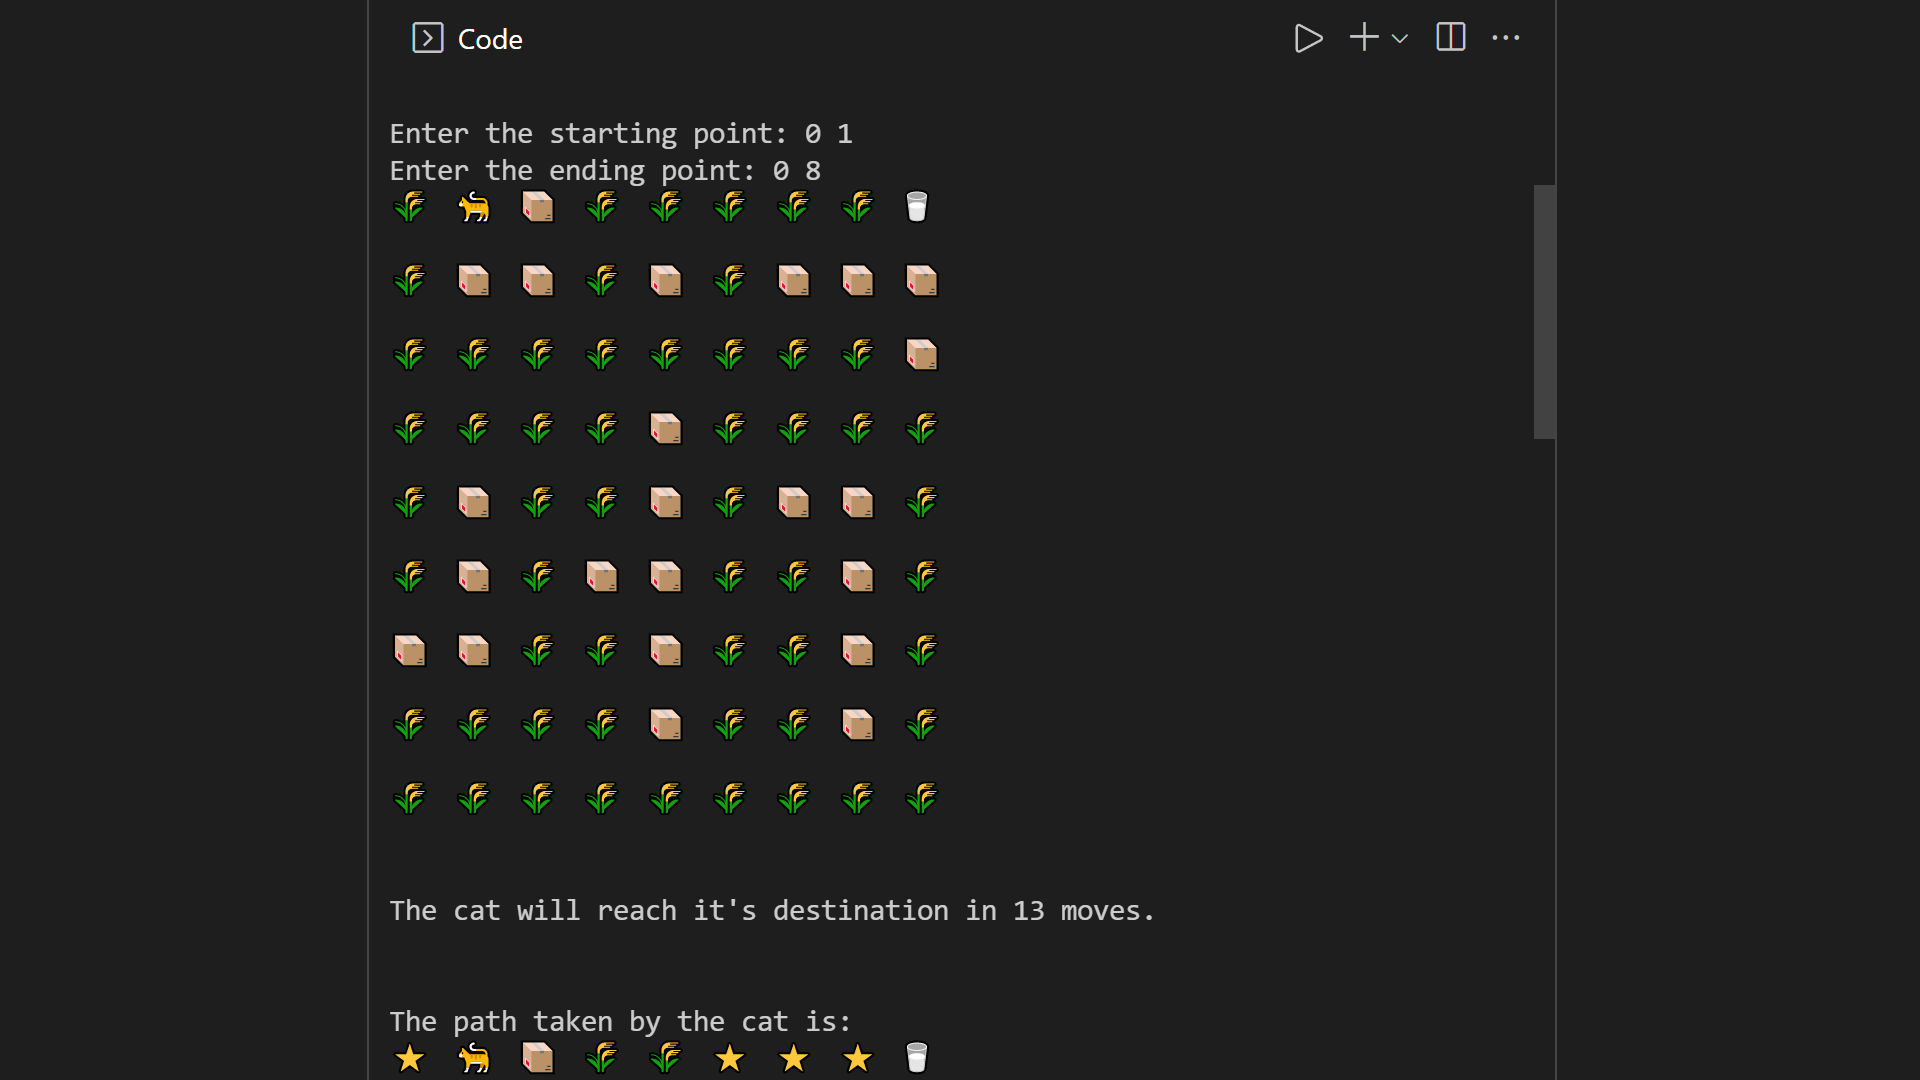 Code
Enter the starting point: 0 1
Enter the ending point: 0 8
The cat will reach it's destination in 13 moves.
The path taken by the cat is: